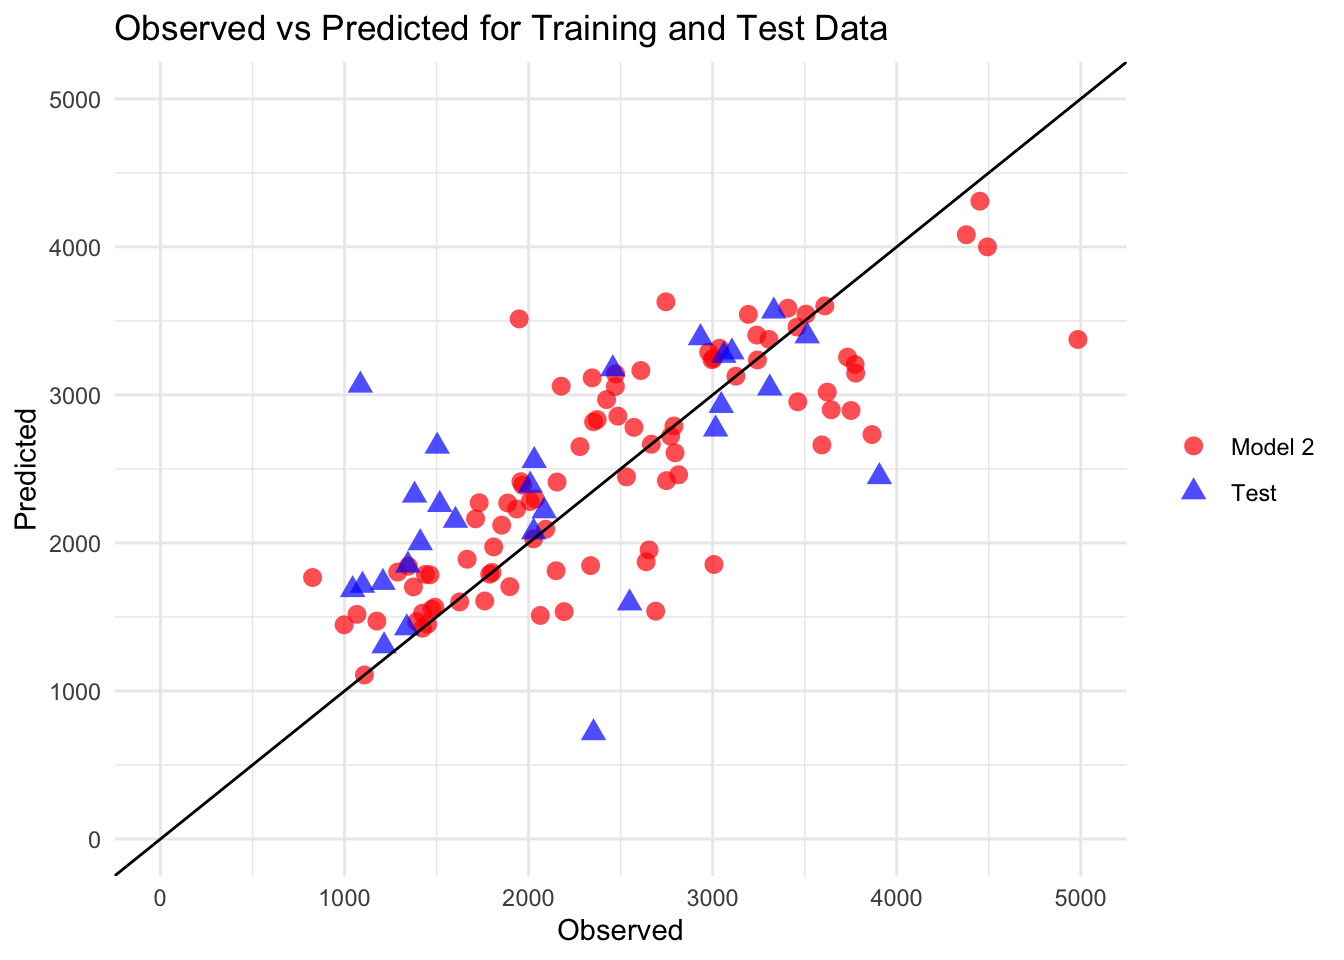 Observed vs Predicted for Training and Test Data
5000
4000
3000
2000
1000
0
Predicted
0 1000 2000 3000 4000 5000
Observed
Model 2
Test